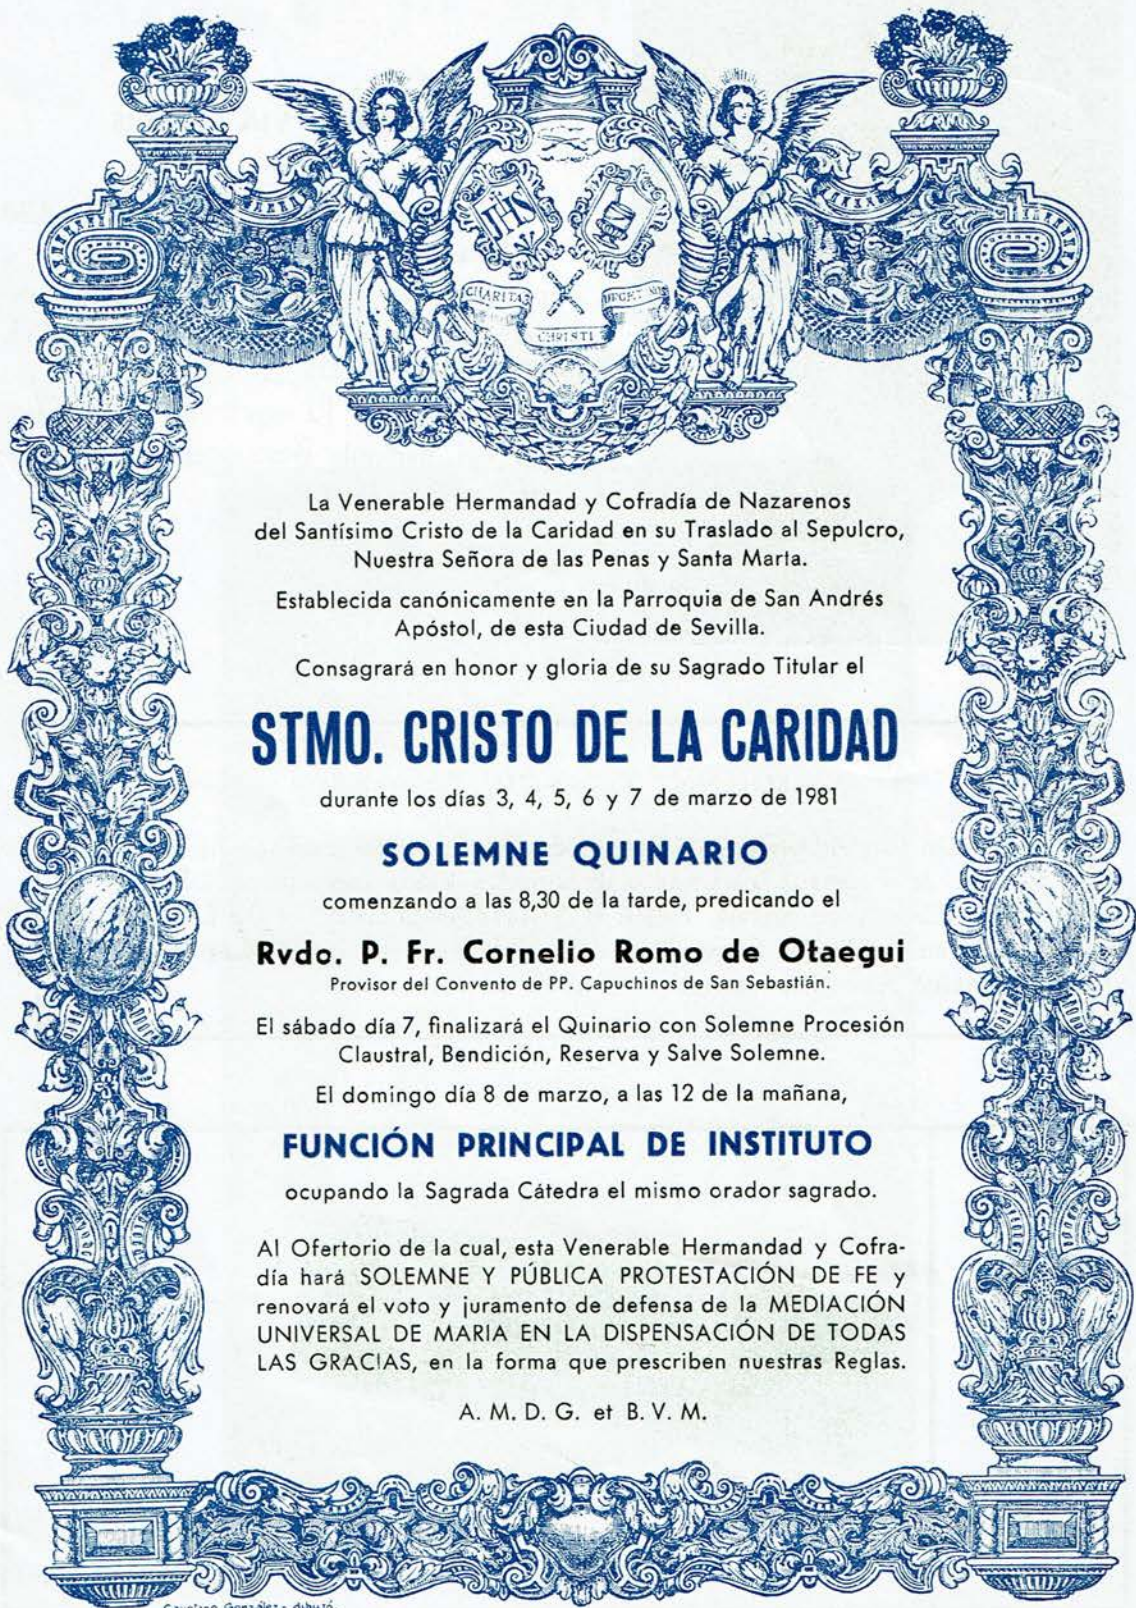 JHS
CHARITAS
CHRISTI
La Venerable Hermandad y Cofradía de Nazarenos
del Santísimo Cristo de la Caridad en su Traslado al Sepulcro,
Nuestra Señora de las Penas y Santa Marta.
Establecida canónicamente en la Parroquia de San Andrés
Apóstol, de esta Ciudad de Sevilla.
Consagrará en honor y gloria de su Sagrado Titular el
STMO. CRISTO DE LA CARIDAD
durante los días 3, 4, 5, 6 y 7 de marzo de 1981
SOLEMNE QUINARIO
comenzando a las 8,30 de la tarde, predicando el
Rvdo. P. Fr. Cornelio Romo de Otaegui
Provisor del Convento de PP. Capuchinos de San Sebastián.
El sábado día 7, finalizará el Quinario con Solemne Procesión
Claustral, Bendición, Reserva y Salve Solemne.
El domingo día 8 de marzo, a las 12 de la mañana,
FUNCIÓN PRINCIPAL DE INSTITUTO
ocupando la Sagrada Cátedra el mismo orador sagrado.
Al Ofertorio de la cual, esta Venerable Hermandad y Cofra-
día hará SOLEMNE Y PÚBLICA PROTESTACIÓN DE FE y
renovará el voto y juramento de defensa de la MEDIACIÓN
UNIVERSAL DE MARIA EN LA DISPENSACIÓN DE TODAS
LAS GRACIAS, en la forma que prescriben nuestras Reglas.
A. M. D. G. et B. V. M.
González - dibujó